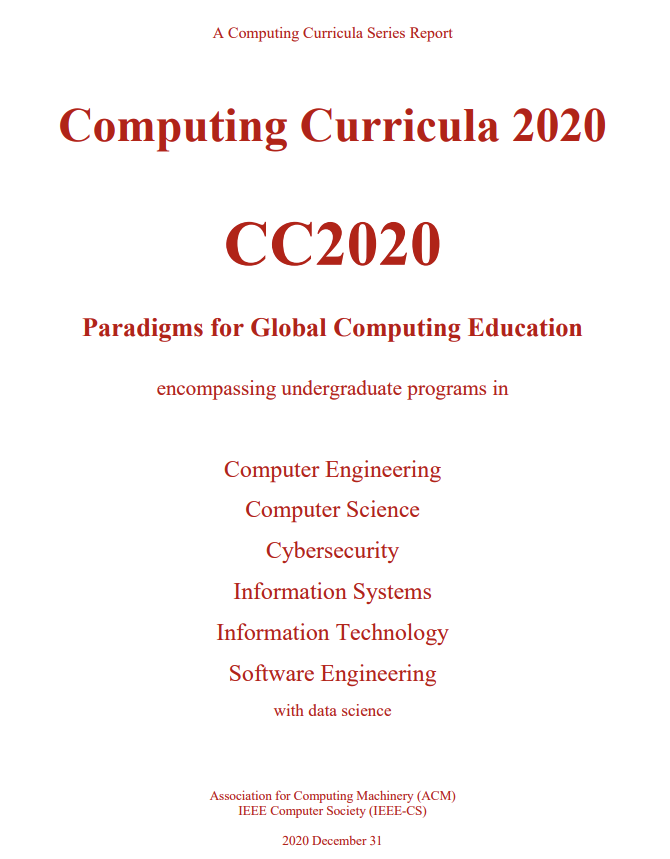 A Computing Curricula Series Report
Computing Curricula 2020
CC2020
Paradigms for Global Computing Education
encompassing undergraduate programs in
Computer Engineering
Computer Science
Cybersecurity
Information Systems
Information Technology
Software Engineering
with data science
Association for Computing Machinery (ACM)
IEEE Computer Society (IEEE-CS)
2020 December 31